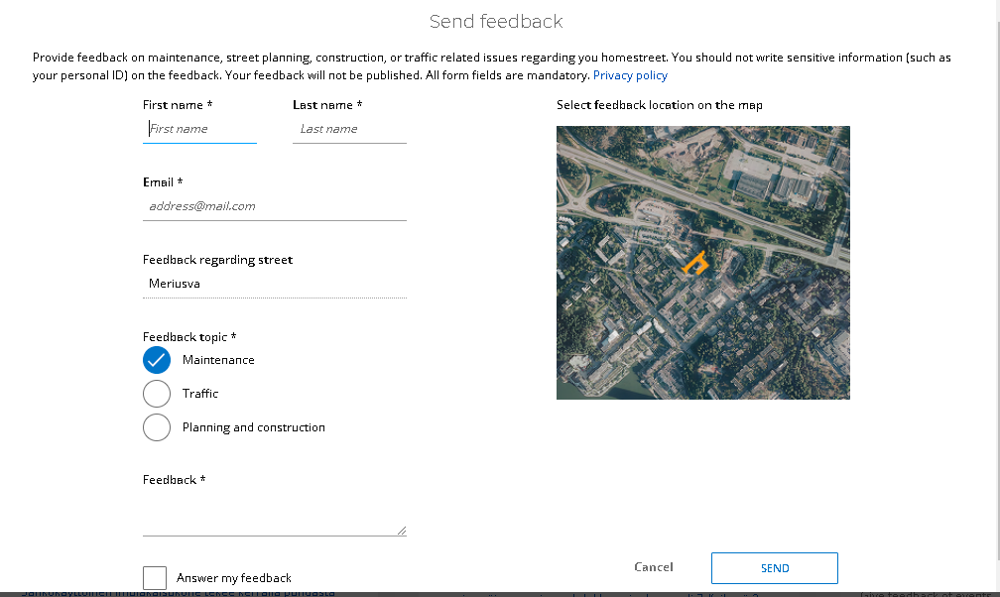 Send feedback
Provide feedback on maintenance, street planning, construction, or traffic related issues regarding you homestreet. You should not write sensitive information (such as
your personal ID) on the feedback. Your feedback will not be published. All form fields are mandatory. Privacy policy
First name * Last name * Select feedback location on the map
First name Last name
Email *
address@mail.com
Feedback regarding street
Meriusva
Feedback topic *
Maintenance
Traffic
Planning and construction
Feedback *
Cancel SEND
Answer my feedback